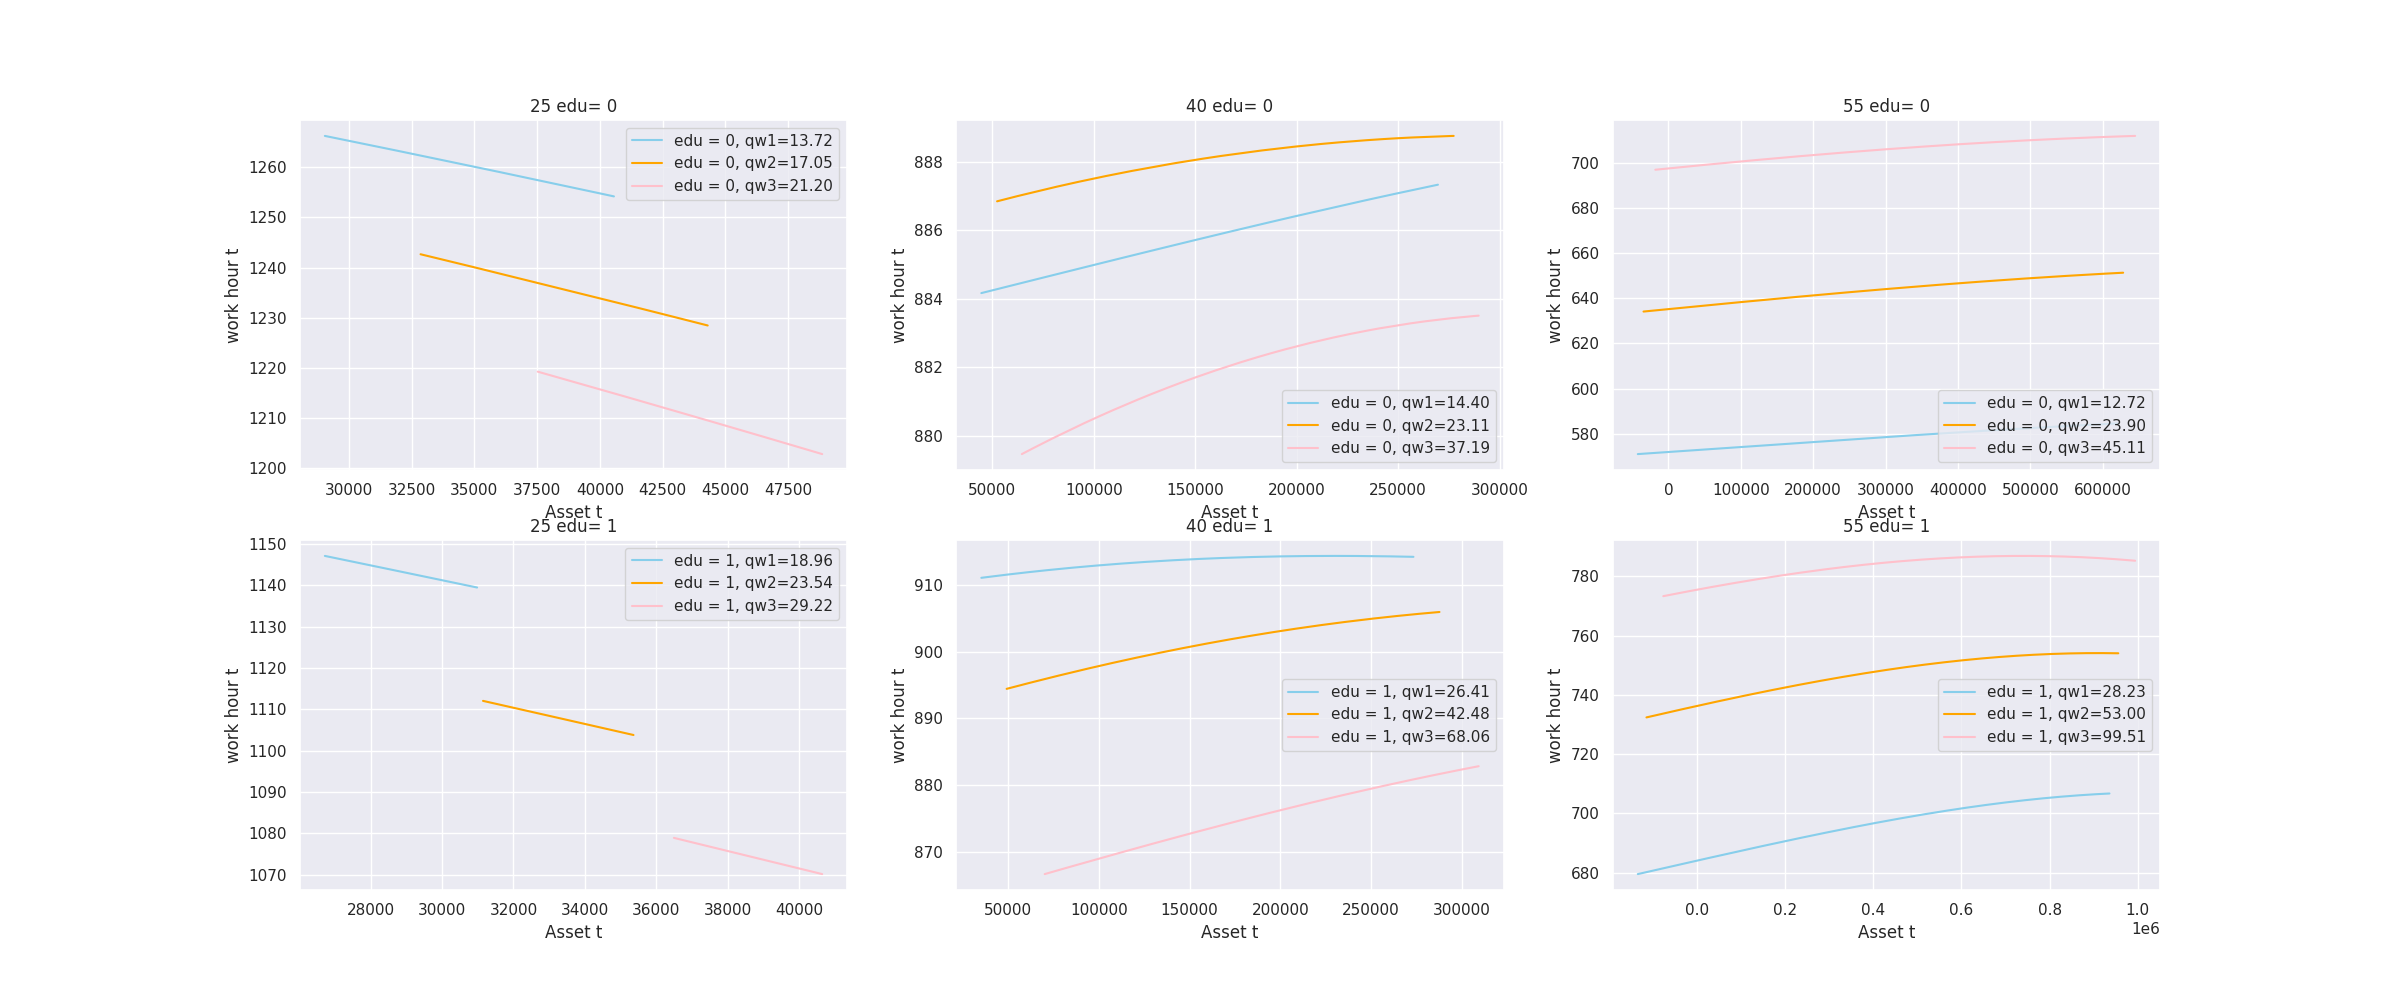 25 edu= 0
work hour t
1260
1250
1240
1230
1220
1210
1200
edu = 0, qw1=13.72
edu = 0, qw2=17.05
edu = 0, qw3=21.20
30000 32500 35000 37500 40000 42500 45000 47500
Asset t
40 edu= 0
work hour t
888
886
884
882
880
edu = 0, qw1=14.40
edu = 0, qw2=23.11
edu = 0, qw3=37.19
50000 100000 150000 200000 250000 300000
Asset t
55 edu= 0
work hour t
700
680
660
640
620
600
580
edu = 0, qw1=12.72
edu = 0, qw2=23.90
edu = 0, qw3=45.11
0 100000 200000 300000 400000 500000 600000
Asset t
25 edu= 1
work hour t
1150
1140
1130
1120
1110
1100
1090
1080
1070
edu = 1, qw1=18.96
edu = 1, qw2=23.54
edu = 1, qw3=29.22
28000 30000 32000 34000 36000 38000 40000
Asset t
40 edu= 1
work hour t
910
900
890
880
870
edu = 1, qw1=26.41
edu = 1, qw2=42.48
edu = 1, qw3=68.06
50000 100000 150000 200000 250000 300000
Asset t
55 edu= 1
work hour t
780
760
740
720
700
680
edu = 1, qw1=28.23
edu = 1, qw2=53.00
edu = 1, qw3=99.51
0.0 0.2 0.4 0.6 0.8 1.0
1e6
Asset t